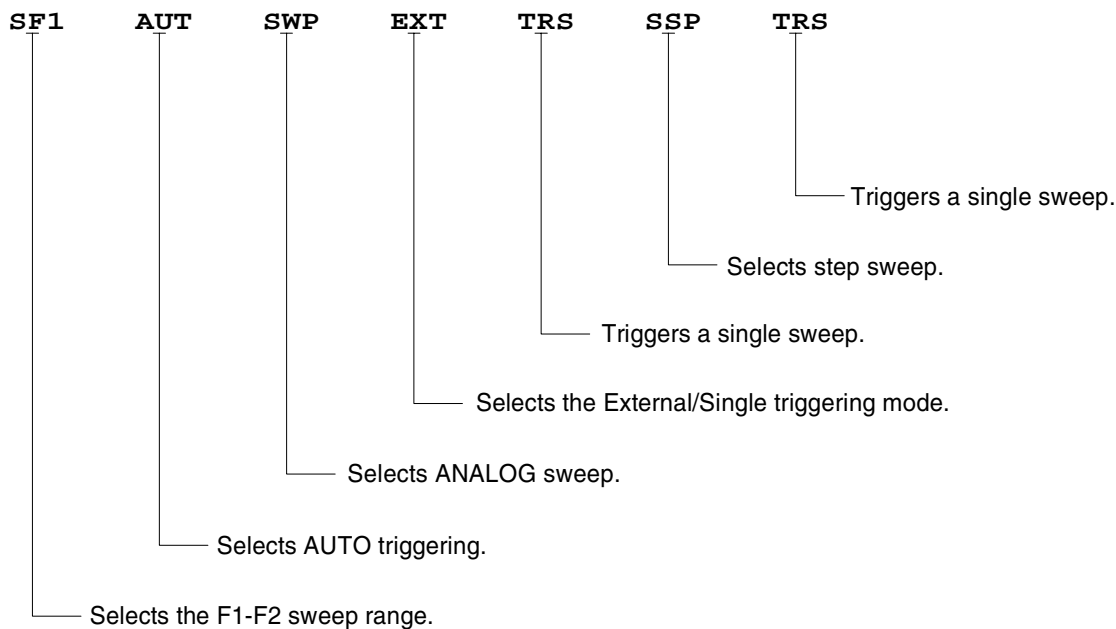 SF1 AUT SWP EXT TRS SSP TRS
Triggers a single sweep.
Selects step sweep.
Triggers a single sweep.
Selects the External/Single triggering mode.
Selects ANALOG sweep.
Selects AUTO triggering.
Selects the F1-F2 sweep range.